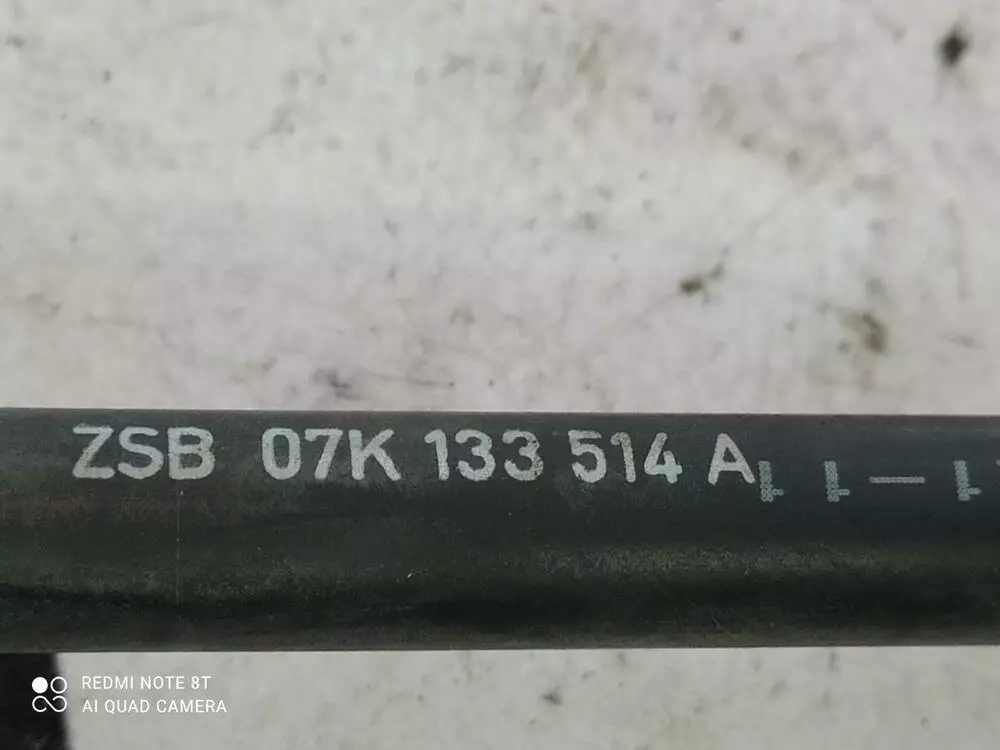 ZSB 07K 133 514 A
REDMI NOTE 8T
AI QUAD CAMERA